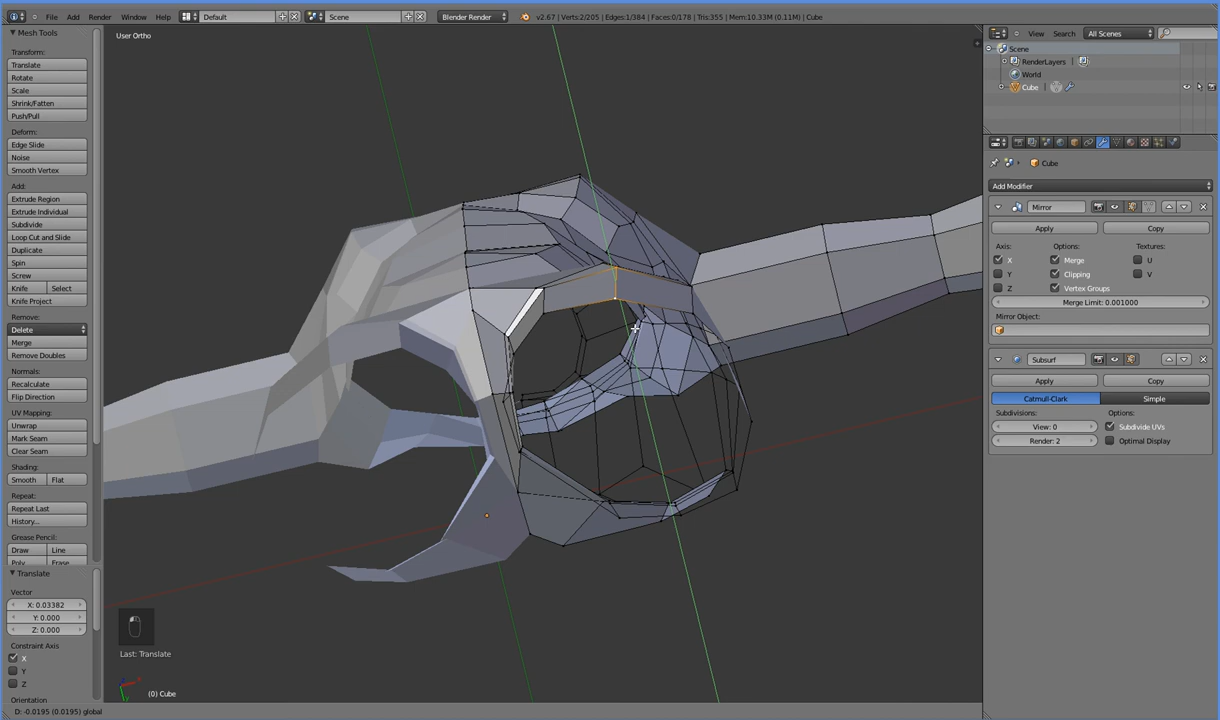 File Add Render Window Help Default Scene Blender Render v2.67 | Verts:2/205 | Edges:1/384 | Faces:0/178 | Tris:355 | Mem:10.33M (0.11M) | Cube
Mesh Tools
Transform:
Translate
Rotate
Scale
Shrink/Fatten
Push/Pull
Deform:
Edge Slide
Noise
Smooth Vertex
Add:
Extrude Region
Extrude Individual
Subdivide
Loop Cut and Slide
Duplicate
Spin
Screw
Knife Select
Knife Project
Remove:
Delete
Merge
Remove Doubles
Normals:
Recalculate
Flip Direction
UV Mapping:
Unwrap
Mark Seam
Clear Seam
Shading:
Smooth Flat
Repeat:
Repeat Last
History...
Grease Pencil:
Draw Line
Poly Erase
Translate
Vector
X: 0.03382
Y: 0.000
Z: 0.000
Constraint Axis
X
Y
Z
Orientation
User Ortho
Last: Translate
(0) Cube
D: -0.0195 (0.0195) global
View Search All Scenes
Scene
RenderLayers |
World
Cube |
Cube
Add Modifier
Mirror
Apply Copy
Axis: Options: Textures:
X Merge U
Y Clipping V
Z Vertex Groups
Merge Limit: 0.001000
Mirror Object:
Subsurf
Apply Copy
Catmull-Clark Simple
Subdivisions: Options:
View: 0 Subdivide UVs
Render: 2 Optimal Display